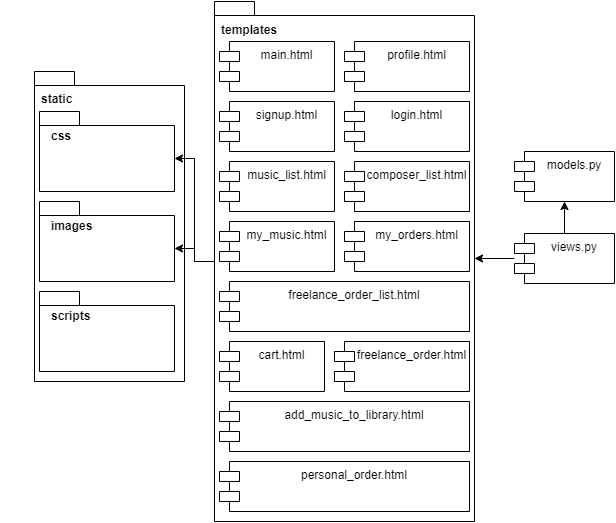 templates
main.html
profile.html
static
signup.html
login.html
css
music_list.html
composer_list.html
models.py
images
my_music.html
my_orders.html
views.py
freelance_order_list.html
scripts
cart.html
freelance_order.html
add_music_to_library.html
personal_order.html